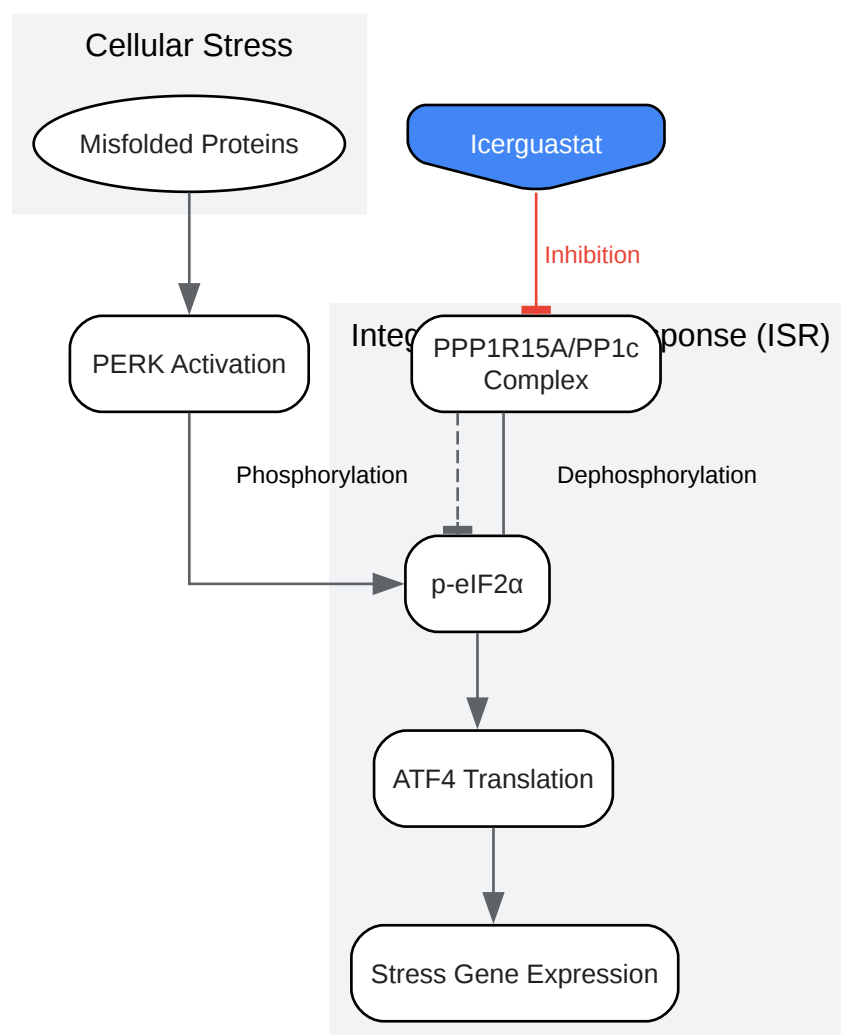 Cellular Stress
Misfolded Proteins
Icerguastat
Inhibition
PERK Activation
Integ ponse (ISR)
PPP1R15A/PP1c
Complex
Phosphorylation
Dephosphorylation
p-eIF2α
ATF4 Translation
Stress Gene Expression